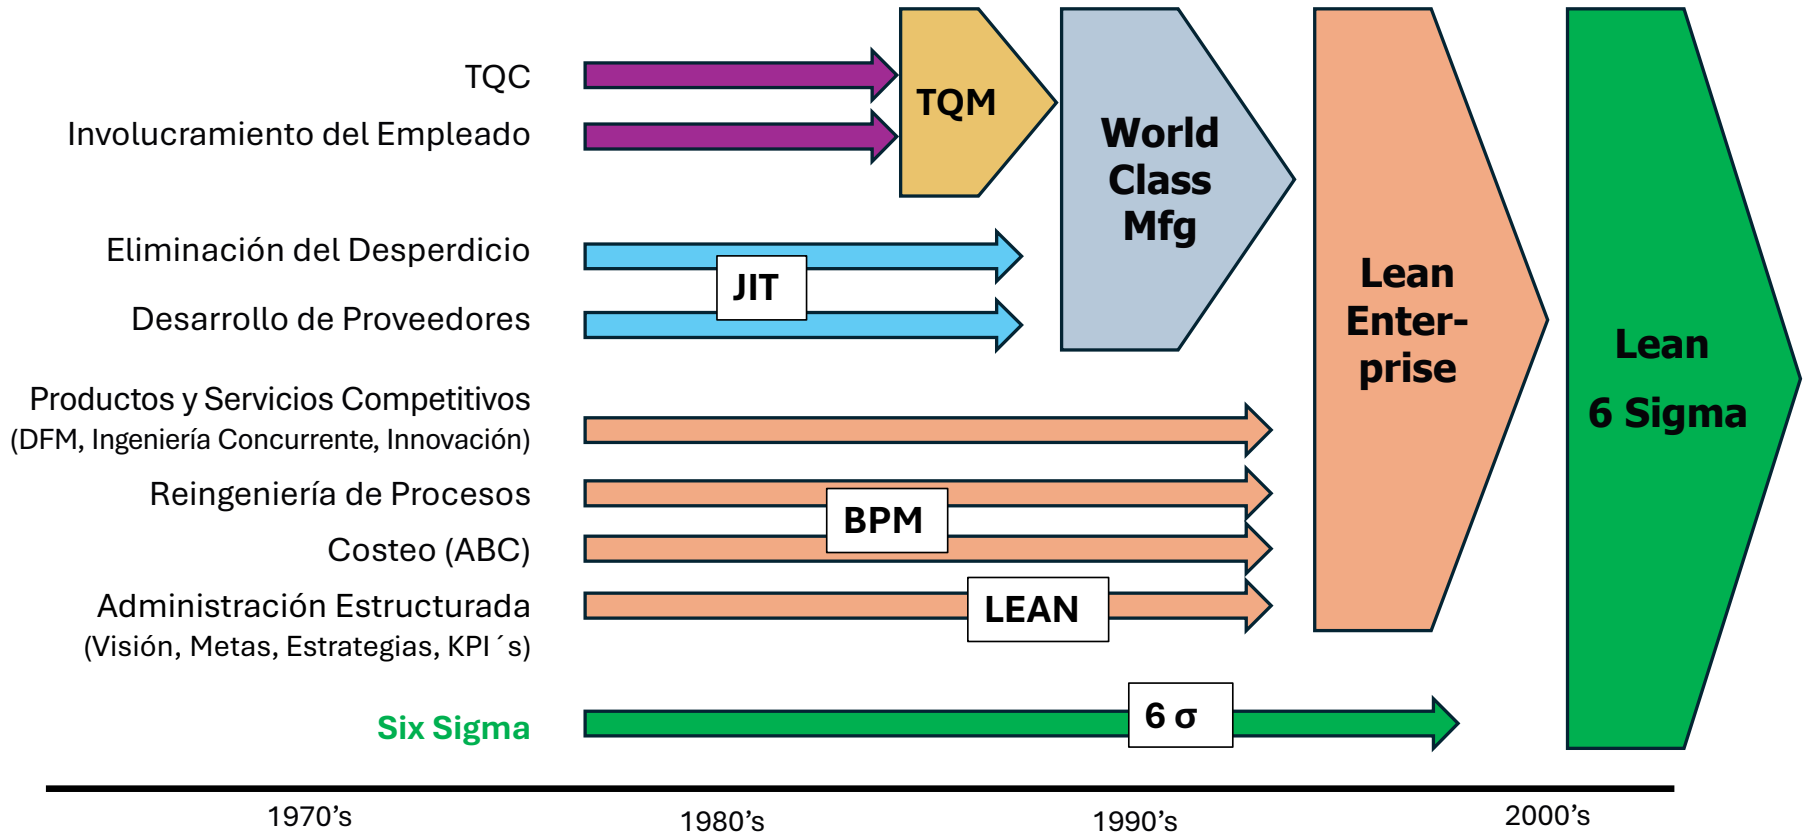 TQC
Involucramiento del Empleado
TQM
World
Class
Mfg
Eliminación del Desperdicio
JIT
Desarrollo de Proveedores
Lean
Enter-
prise
Lean
6 Sigma
Productos y Servicios Competitivos
(DFM, Ingeniería Concurrente, Innovación)
Reingeniería de Procesos
BPM
Costeo (ABC)
Administración Estructurada
(Visión, Metas, Estrategias, KPI´s)
LEAN
Six Sigma
6 σ
1970’s
1980’s
1990’s
2000’s